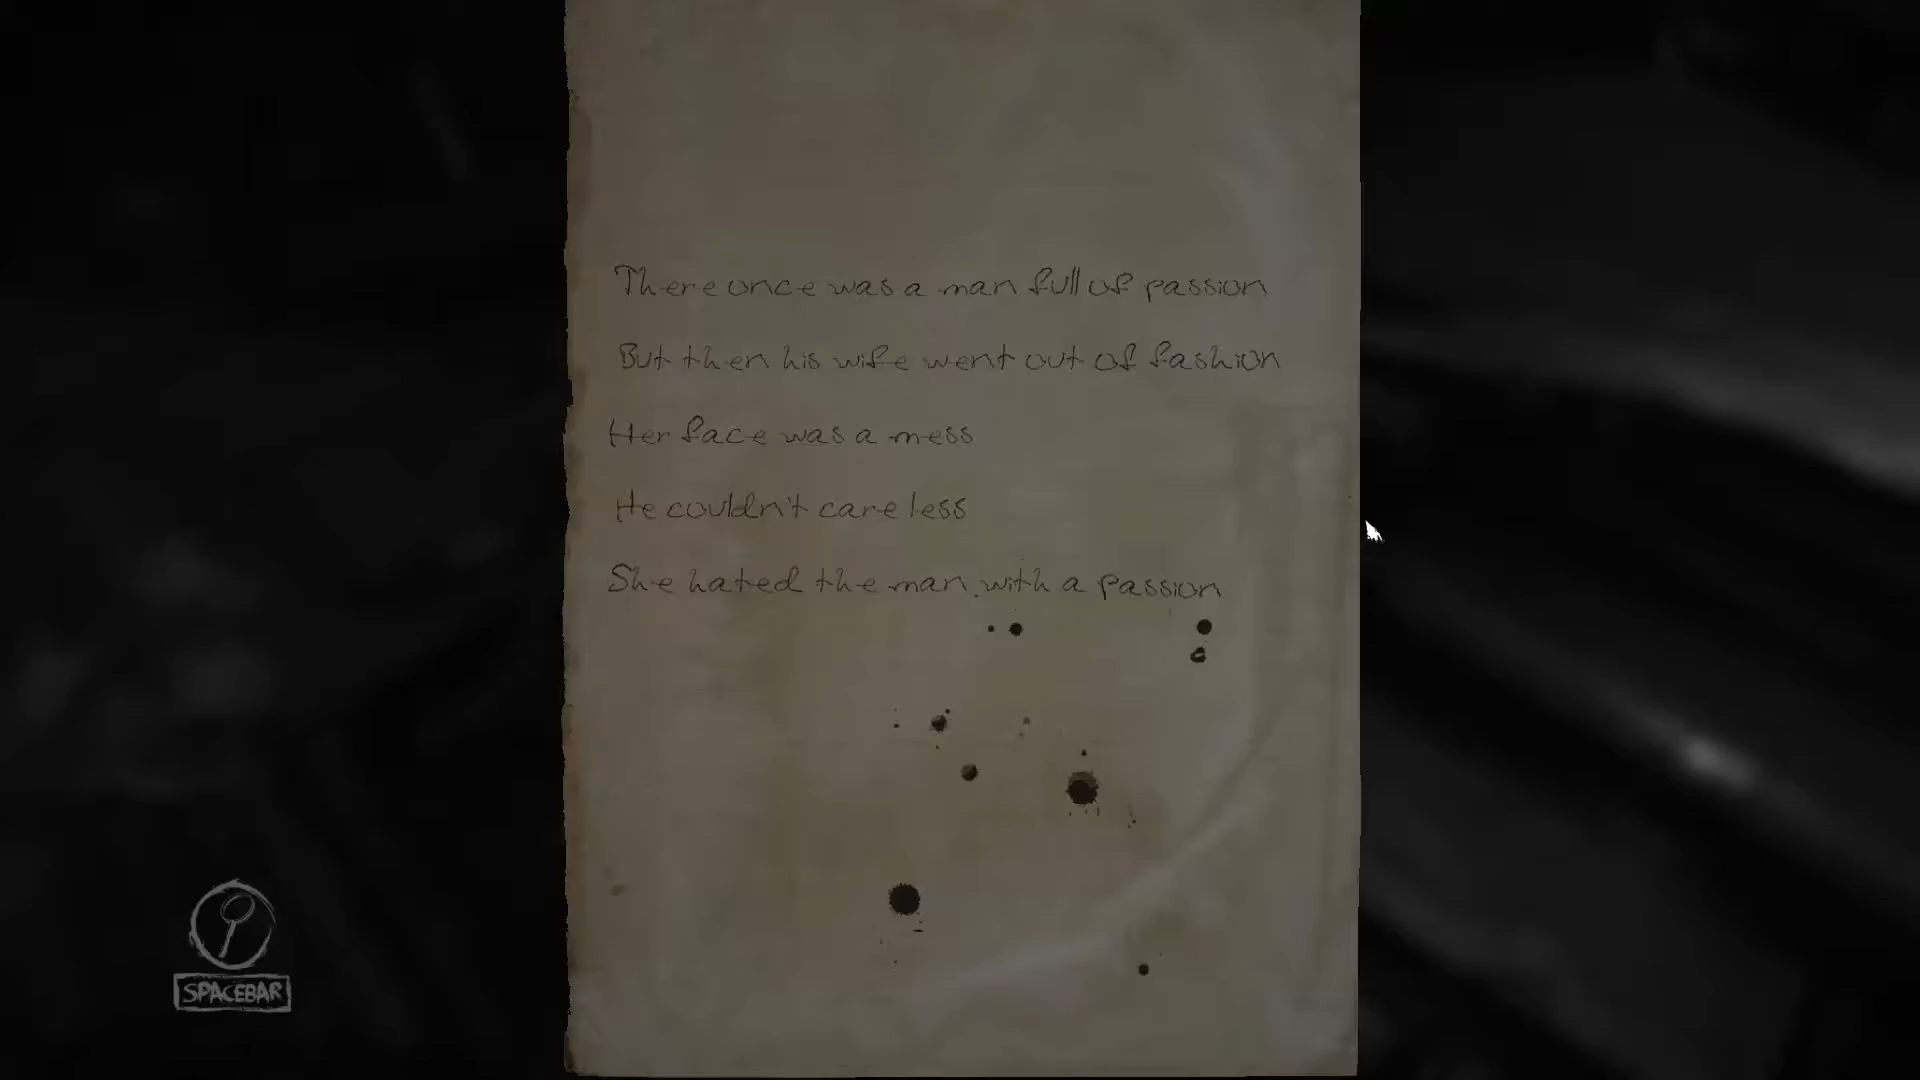 There once was a man full of passion
But then his wife went out of fashion
Her face was a mess
He couldn't care less
She hated the man with a passion
SPACEBAR